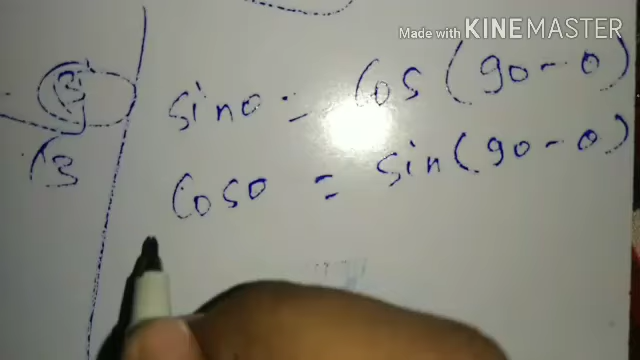 Made with KINEMASTER
sinθ = cos (90-θ)
cosθ = sin (90-θ)
√3